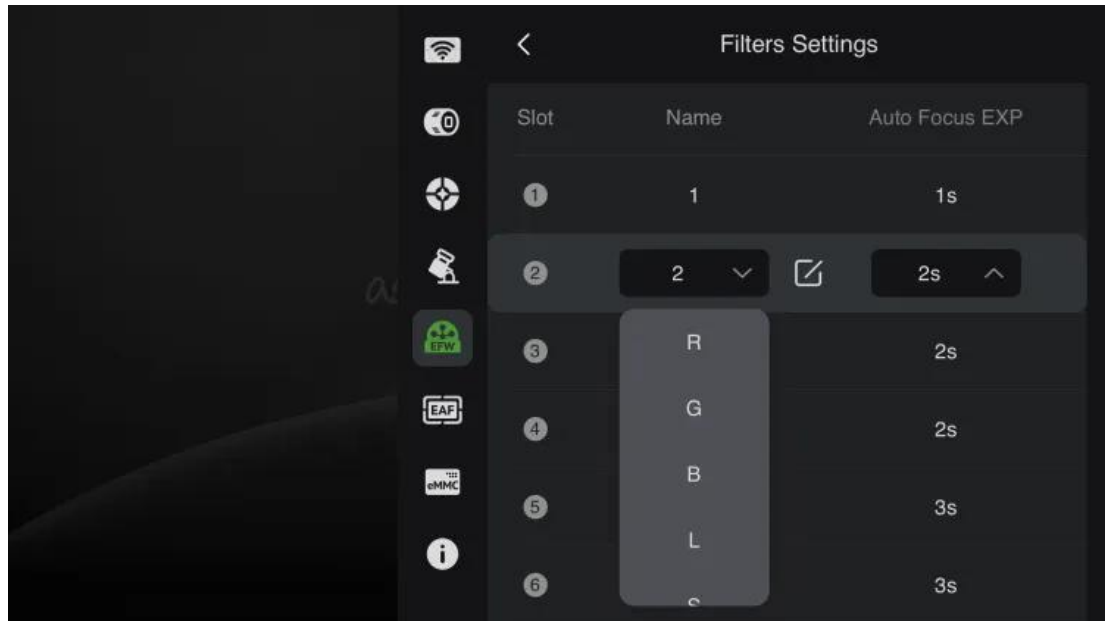 Filters Settings
Slot Name Auto Focus EXP
1 1 1s
2 2 2s
R
3 2s
EFW
G
EAF
4 2s
B
eMMC
5 3s
L
i
6 3s